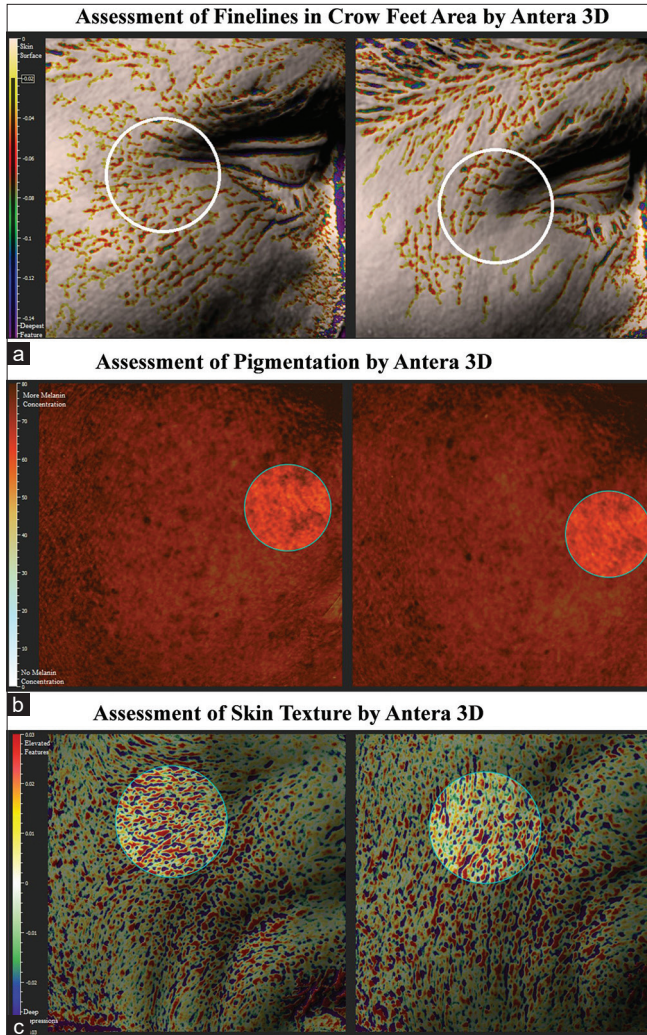 Assessment of Finelines in Crow Feet Area by Antera 3D
0
Skin
Surface
-0.02
-0.04
-0.06
-0.08
-0.1
-0.12
-0.14
Deepest
Feature
a
Assessment of Pigmentation by Antera 3D
80
More Melanin
Concentration
70
60
50
40
30
20
10
No Melanin
Concentration
0
b
Assessment of Skin Texture by Antera 3D
0.03
Elevated
Features
0.02
0.01
0
-0.01
-0.02
Deep
pressions
.03
c